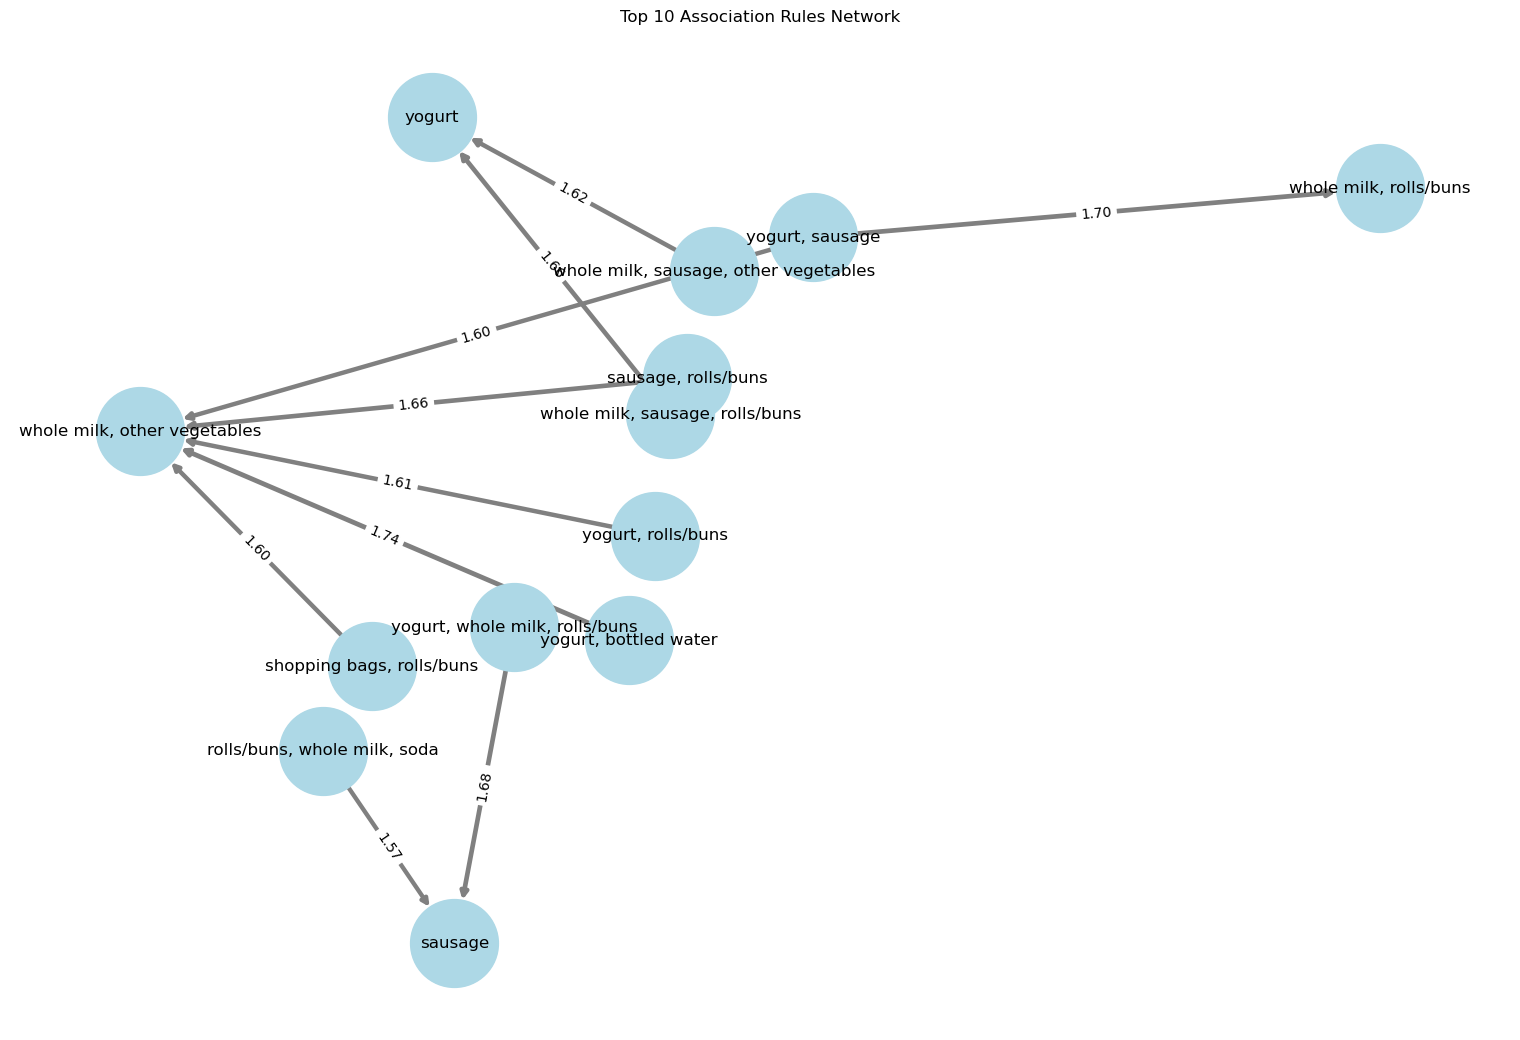 Top 10 Association Rules Network
yogurt
whole milk, rolls/buns
1.62
1.70
yogurt, sausage
whole milk, sausage, other vegetables
1.60
sausage, rolls/buns
1.66
whole milk, sausage, rolls/buns
whole milk, other vegetables
1.61
1.74
yogurt, rolls/buns
1.60
yogurt, whole milk, rolls/buns
yogurt, bottled water
shopping bags, rolls/buns
rolls/buns, whole milk, soda
1.68
1.57
sausage